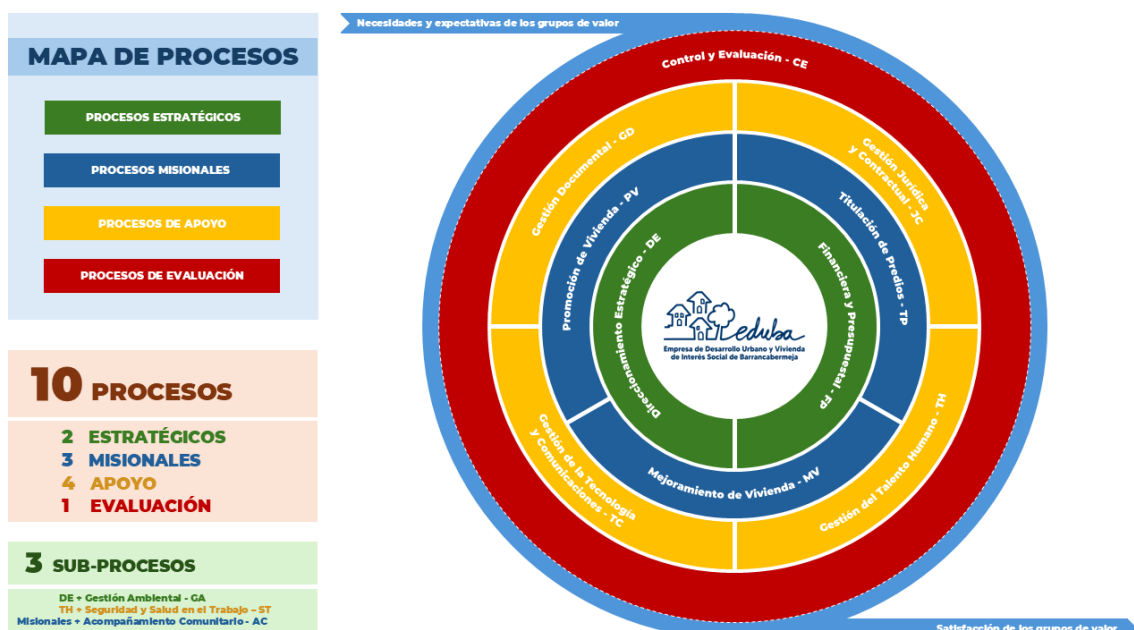 MAPA DE PROCESOS
PROCESOS ESTRATÉGICOS
PROCESOS MISIONALES
PROCESOS DE APOYO
PROCESOS DE EVALUACIÓN
10 PROCESOS
2 ESTRATÉGICOS
3 MISIONALES
4 APOYO
1 EVALUACIÓN
3 SUB-PROCESOS
DE + Gestión Ambiental - GA
TH + Seguridad y Salud en el Trabajo – ST
Misionales + Acompañamiento Comunitario - AC
Necesidades y expectativas de los grupos de valor
Control y Evaluación - CE
Gestión Documental - GD
Gestión Jurídica
y Contractual - JC
Promoción de Vivienda - PV
Titulación de Predios - TP
Direccionamiento Estratégico - DE
Financiera y Presupuestal - FP
eduba
Empresa de Desarrollo Urbano y Vivienda
de Interés Social de Barrancabermeja
Mejoramiento de Vivienda - MV
Gestión de la Tecnología
y Comunicaciones - TC
Gestión del Talento Humano - TH
Satisfacción de los grupos de valor